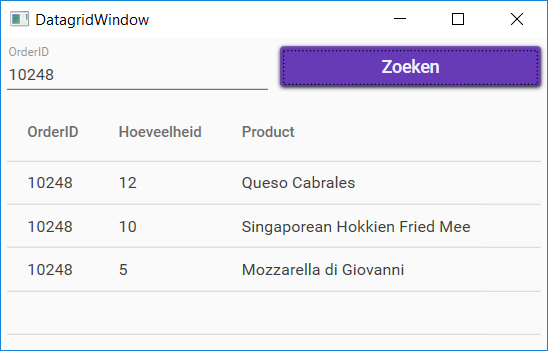 DatagridWindow
OrderID
10248
Zoeken
OrderID Hoeveelheid Product
10248 12 Queso Cabrales
10248 10 Singaporean Hokkien Fried Mee
10248 5 Mozzarella di Giovanni